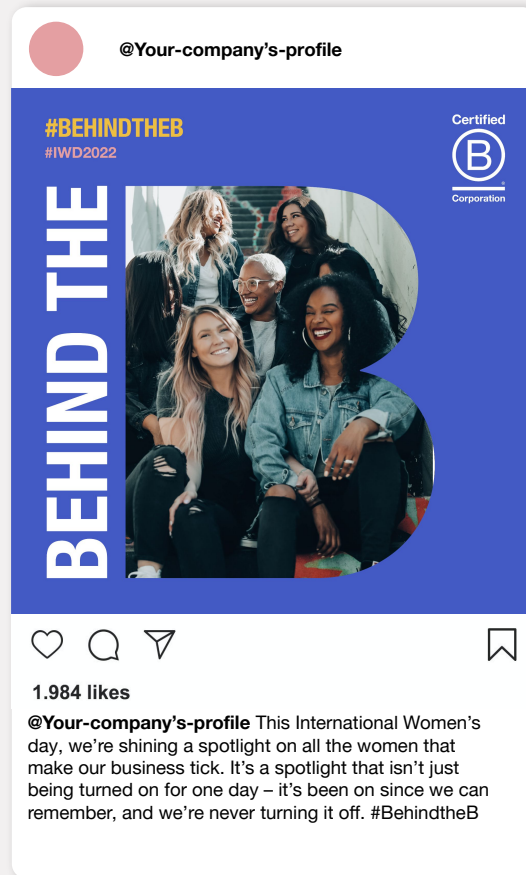 @Your-company’s-profile
#BEHINDTHEB
#IWD2022
Certified
B
Corporation
BEHIND THE
1.984 likes
@Your-company’s-profile This International Women’s
day, we’re shining a spotlight on all the women that
make our business tick. It’s a spotlight that isn’t just
being turned on for one day – it’s been on since we can
remember, and we’re never turning it off. #BehindtheB